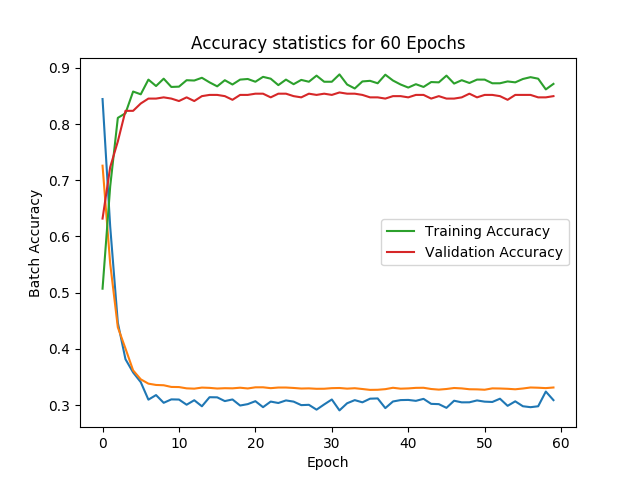 Accuracy statistics for 60 Epochs
Batch Accuracy
0.9
0.8
0.7
0.6
0.5
0.4
0.3
Training Accuracy
Validation Accuracy
0
10
20
30
40
50
60
Epoch